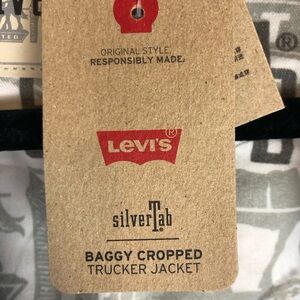 ORIGINAL STYLE,
RESPONSIBLY MADE.
LEVI'S®
silverTab®
BAGGY CROPPED
TRUCKER JACKET